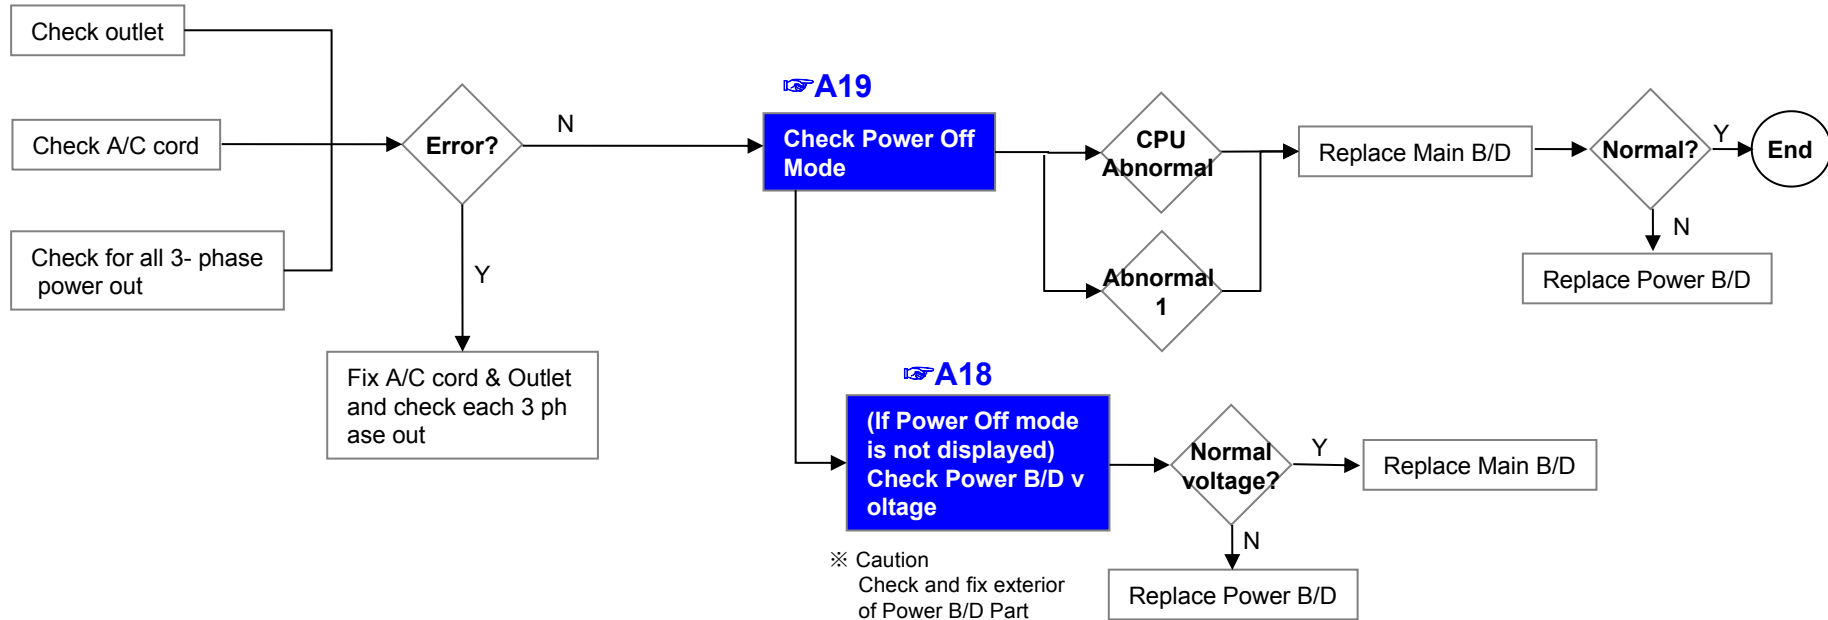 Check outlet
Check A/C cord
Check for all 3- phase
power out
Error?
N
Y
Fix A/C cord & Outlet
and check each 3 ph
ase out
☞A19
Check Power Off
Mode
CPU
Abnormal
Abnormal
1
Replace Main B/D
Normal?
Y
End
N
Replace Power B/D
☞A18
(If Power Off mode
is not displayed)
Check Power B/D v
oltage
※ Caution
Check and fix exterior
of Power B/D Part
Normal
voltage?
Y
Replace Main B/D
N
Replace Power B/D